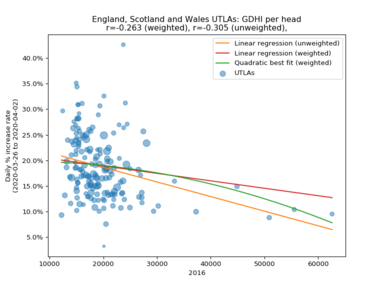 England, Scotland and Wales UTLAs: GDHI per head
r=-0.263 (weighted), r=-0.305 (unweighted),
Linear regression (unweighted)
Linear regression (weighted)
Quadratic best fit (weighted)
UTLAs
Daily % increase rate
(2020-03-26 to 2020-04-02)
40.0%
35.0%
30.0%
25.0%
20.0%
15.0%
10.0%
5.0%
10000 20000 30000 40000 50000 60000
2016